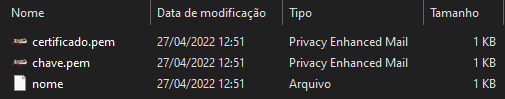 Nome Data de modificação Tipo Tamanho
certificado.pem 27/04/2022 12:51 Privacy Enhanced Mail 1 KB
chave.pem 27/04/2022 12:51 Privacy Enhanced Mail 1 KB
nome 27/04/2022 12:51 Arquivo 1 KB